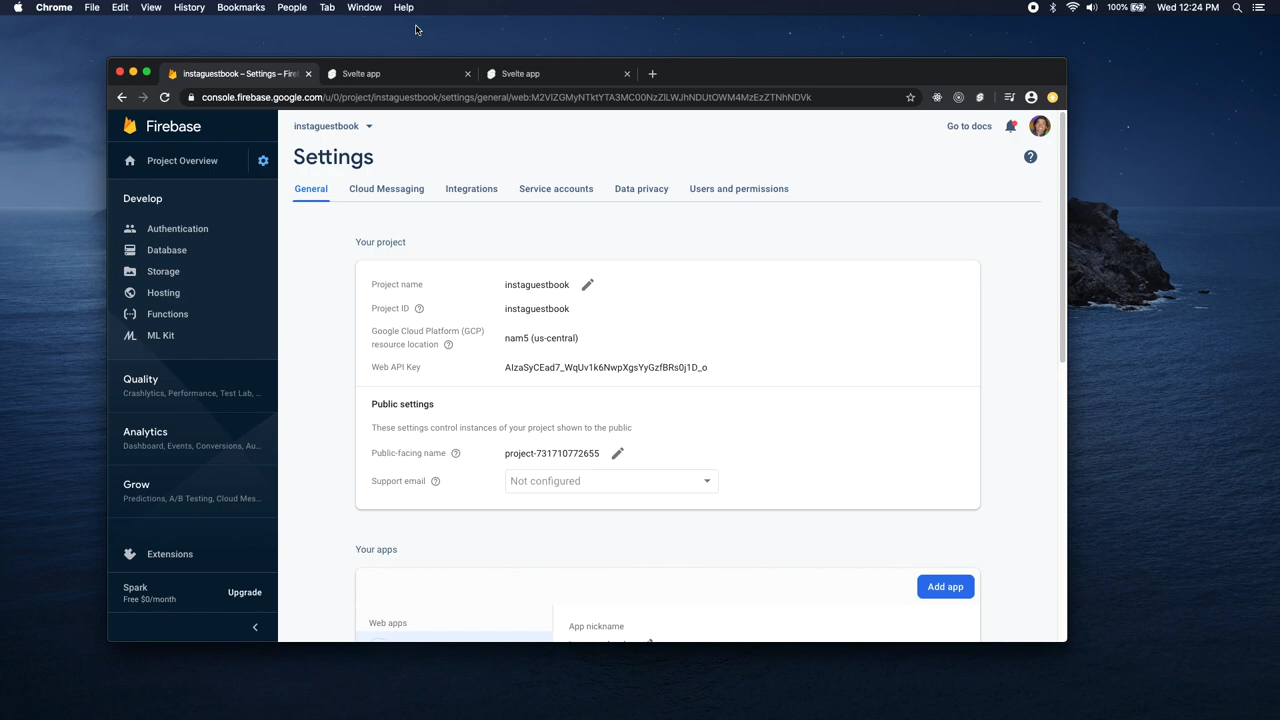 Chrome File Edit View History Bookmarks People Tab Window Help 100% Wed 12:24 PM
instaguestbook – Settings – Fire Svelte app Svelte app
console.firebase.google.com/u/0/project/instaguestbook/settings/general/web:M2VlZGMyNTktYTA3MC00NzZlLWJhNDUtOWM4MzEzZTNhNDVk
Firebase
instaguestbook
Go to docs
Project Overview
Settings
General Cloud Messaging Integrations Service accounts Data privacy Users and permissions
Develop
Authentication
Database
Storage
Hosting
Functions
ML Kit
Quality
Crashlytics, Performance, Test Lab, ...
Analytics
Dashboard, Events, Conversions, Au...
Grow
Predictions, A/B Testing, Cloud Mes...
Extensions
Spark
Free $0/month
Upgrade
Your project
Project name instaguestbook
Project ID instaguestbook
Google Cloud Platform (GCP)
resource location nam5 (us-central)
Web API Key AIzaSyCEad7_WqUv1k6NwpXgsYyGzfBRs0j1D_o
Public settings
These settings control instances of your project shown to the public
Public-facing name project-731710772655
Support email Not configured
Your apps
Add app
Web apps
App nickname